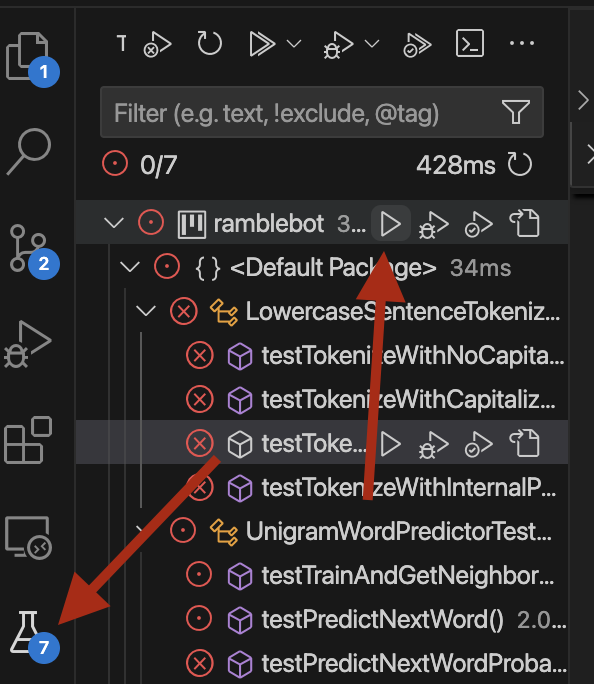 T
1
Filter (e.g. text, !exclude, @tag)
0/7 428ms
ramblebot 3...
2
{ } <Default Package> 34ms
LowercaseSentenceTokeniz...
testTokenizeWithNoCapita...
testTokenizeWithCapitaliz...
testToke...
testTokenizeWithInternalP...
UnigramWordPredictorTest...
testTrainAndGetNeighbor...
testPredictNextWord() 2.0...
7
testPredictNextWordProba...